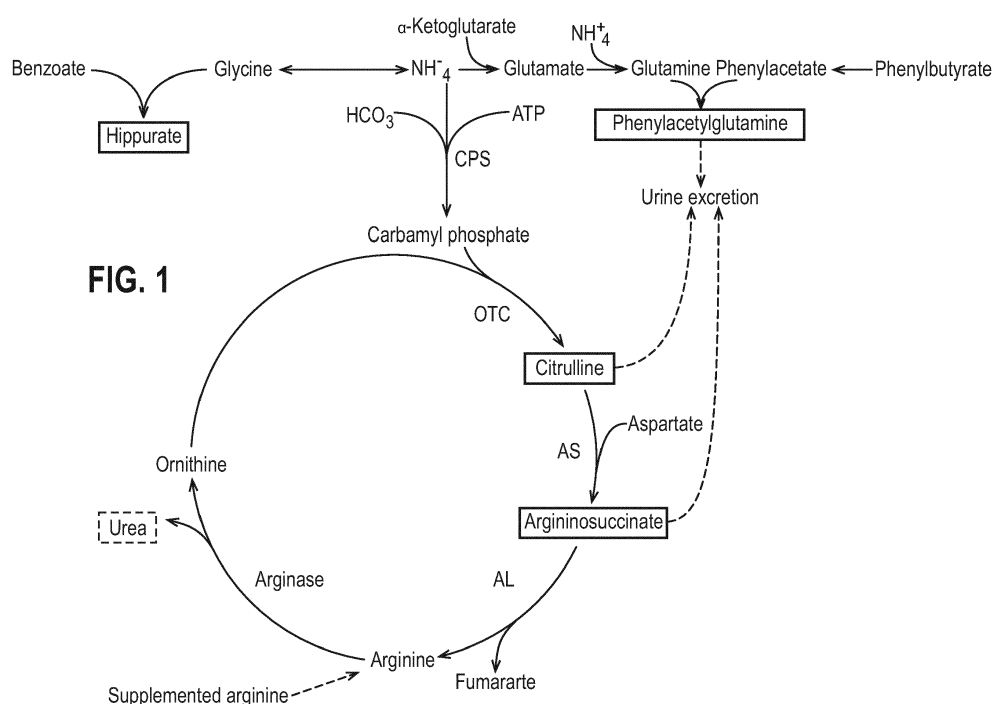 α-Ketoglutarate
NH+4
Benzoate
Glycine
NH-4
Glutamate
Glutamine Phenylacetate
Phenylbutyrate
Hippurate
HCO3
ATP
Phenylacetylglutamine
CPS
Urine excretion
Carbamyl phosphate
FIG. 1
OTC
Citrulline
Aspartate
AS
Ornithine
Urea
Argininosuccinate
Arginase
AL
Arginine
Fumararte
Supplemented arginine